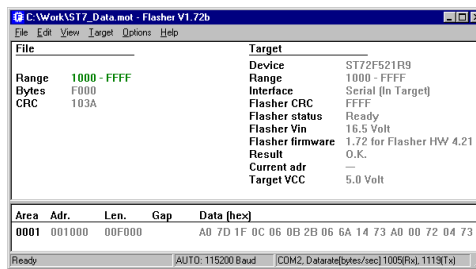 C:\Work\ST7_Data.mot - Flasher V1.72b
File Edit View Target Options Help
File Target
Device ST72F521R9
Range 1000 - FFFF Range 1000 - FFFF
Bytes F000 Interface Serial (In Target)
CRC 103A Flasher CRC FFFF
Flasher status Ready
Flasher Vin 16.5 Volt
Flasher firmware 1.72 for Flasher HW 4.21
Result O.K.
Current adr —
Target VCC 5.0 Volt
Area Adr. Len. Gap Data (hex)
0001 001000 00F000 A0 7D 1F 0C 06 0B 2B 06 6A 14 73 A0 00 72 04 73
Ready AUTO: 115200 Baud COM2, Datarate[bytes/sec] 1005(Rx), 1119(Tx)